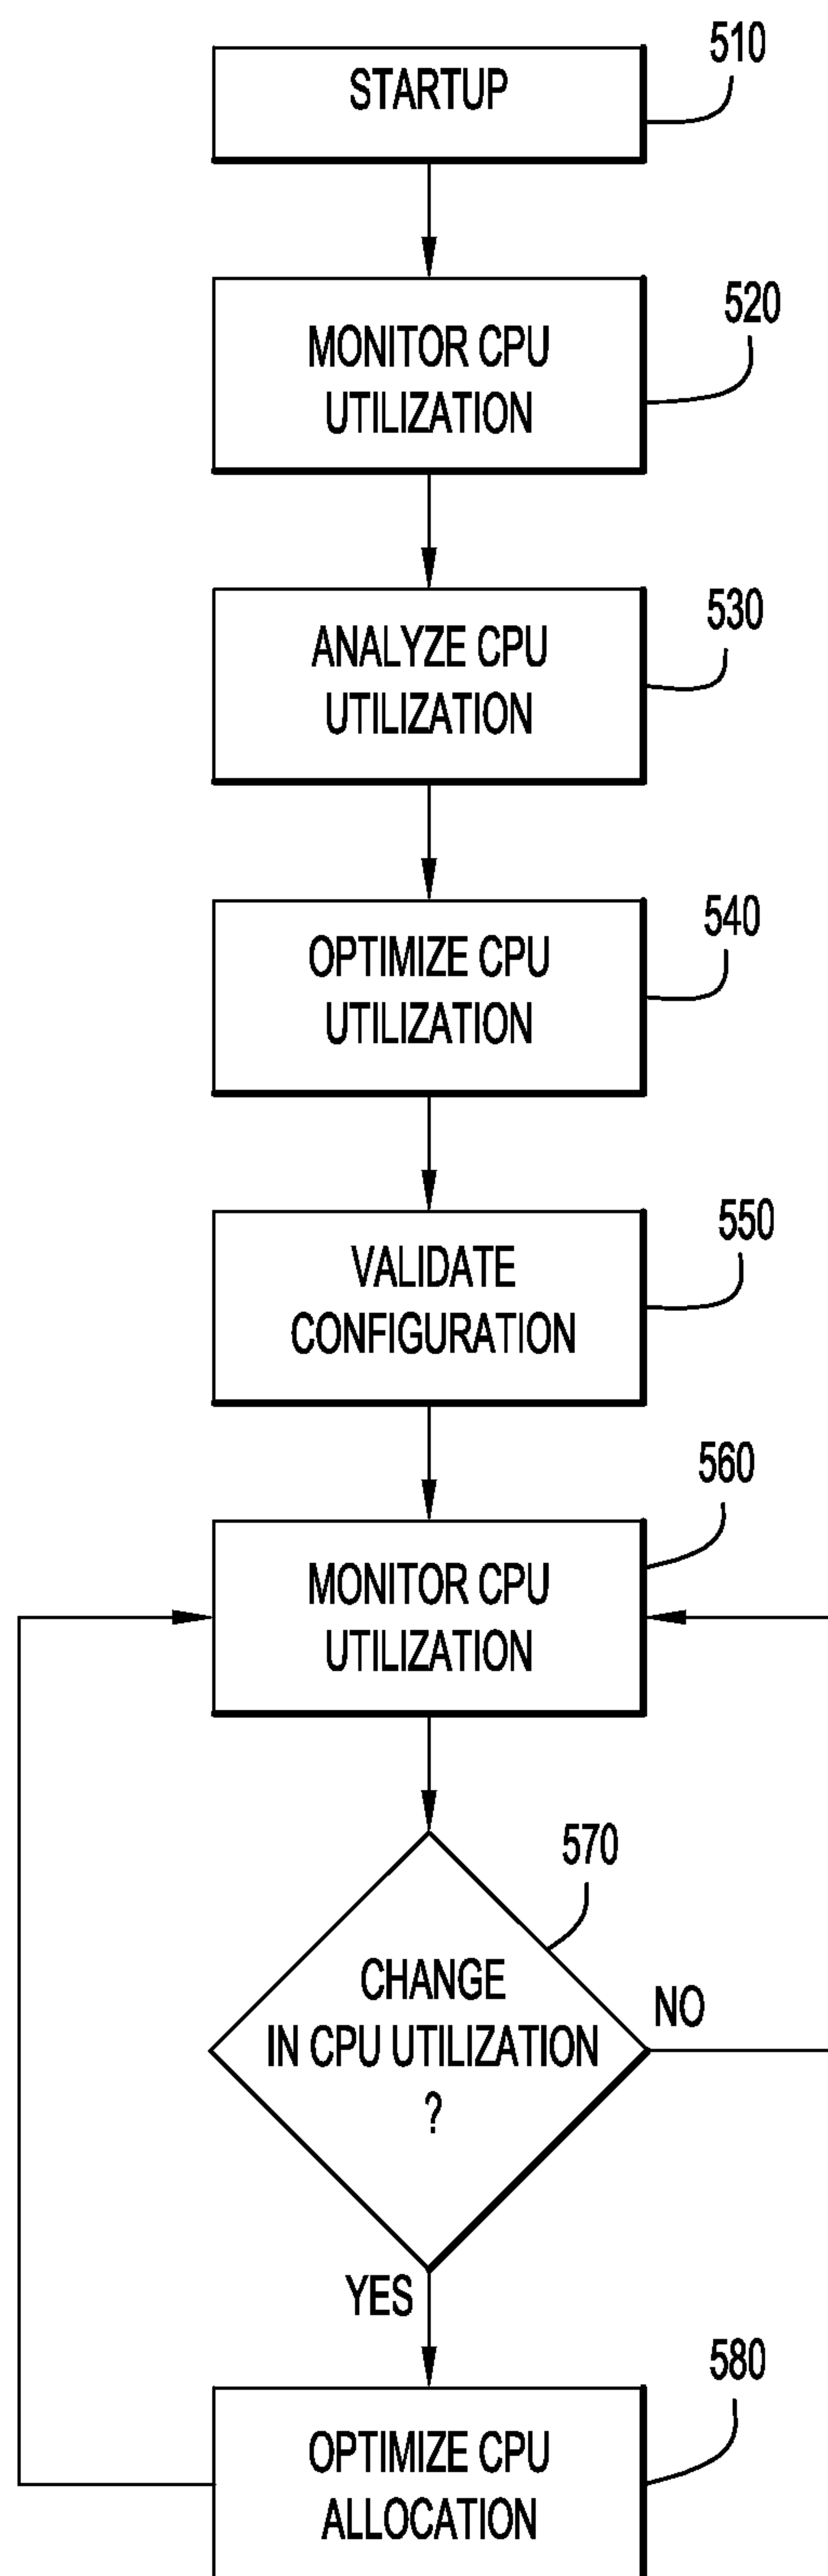 510
STARTUP
520
MONITOR CPU
UTILIZATION
530
ANALYZE CPU
UTILIZATION
540
OPTIMIZE CPU
UTILIZATION
550
VALIDATE
CONFIGURATION
560
MONITOR CPU
UTILIZATION
570
CHANGE
IN CPU UTILIZATION
?
NO
YES
580
OPTIMIZE CPU
ALLOCATION